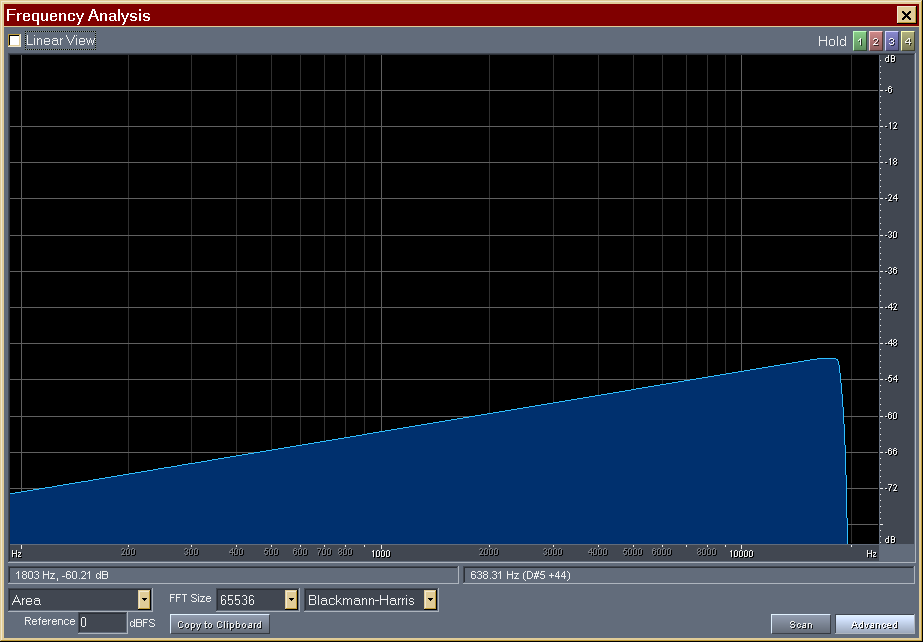 Frequency Analysis
Linear View
Hold 1 2 3 4
dB
-6
-12
-18
-24
-30
-36
-42
-48
-54
-60
-66
-72
dB
Hz 200 300 400 500 600 700 800 1000 2000 3000 4000 5000 6000 8000 10000 Hz
1803 Hz, -60.21 dB
638.31 Hz (D#5 +44)
Area FFT Size 65536 Blackmann-Harris
Reference 0 dBFS Copy to Clipboard Scan Advanced